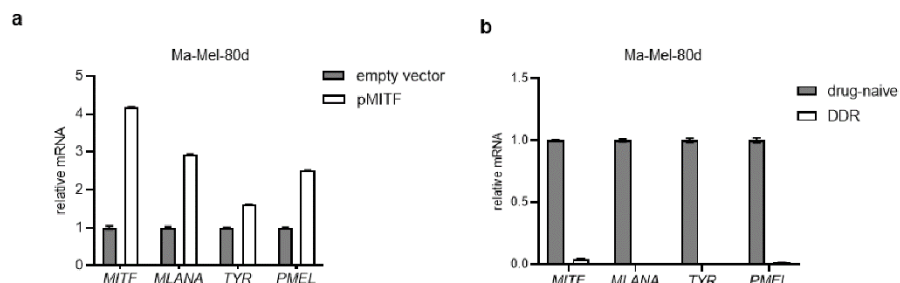 a
Ma-Mel-80d
empty vector
pMITF
relative mRNA
5
4
3
2
1
0
MITF MLANA TYR PMEL
b
Ma-Mel-80d
drug-naive
DDR
relative mRNA
1.5
1.0
0.5
0.0
MITF MLANA TYR PMEL